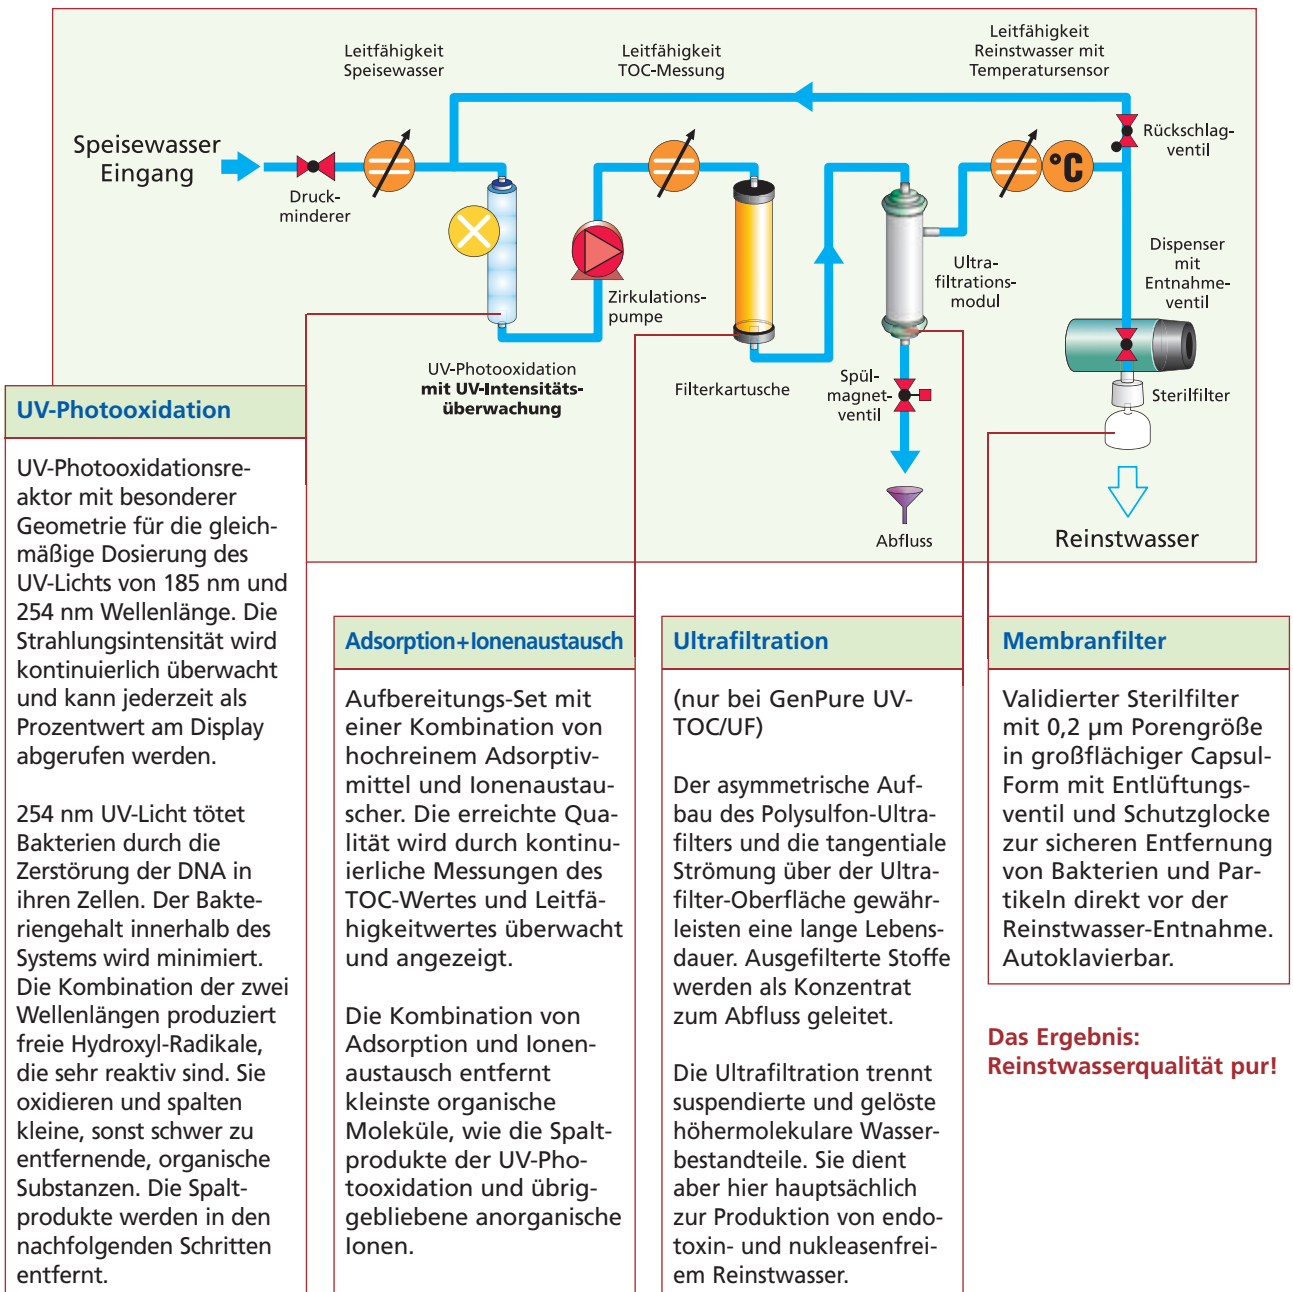 Leitfähigkeit
Speisewasser
Leitfähigkeit
TOC-Messung
Leitfähigkeit
Reinstwasser mit
Temperatursensor
Speisewasser
Eingang
Druck-
minderer
°C
Rückschlag-
ventil
Zirkulations-
pumpe
Ultra-
filtrations-
modul
Dispenser
mit
Entnahme-
ventil
UV-Photooxidation
mit UV-Intensitäts-
überwachung
Filterkartusche
Spül-
magnet-
ventil
Sterilfilter
Abfluss
Reinstwasser
UV-Photooxidation
UV-Photooxidationsre-
aktor mit besonderer
Geometrie für die gleich-
mäßige Dosierung des
UV-Lichts von 185 nm und
254 nm Wellenlänge. Die
Strahlungsintensität wird
kontinuierlich überwacht
und kann jederzeit als
Prozentwert am Display
abgerufen werden.
254 nm UV-Licht tötet
Bakterien durch die
Zerstörung der DNA in
ihren Zellen. Der Bakte-
riengehalt innerhalb des
Systems wird minimiert.
Die Kombination der zwei
Wellenlängen produziert
freie Hydroxyl-Radikale,
die sehr reaktiv sind. Sie
oxidieren und spalten
kleine, sonst schwer zu
entfernende, organische
Substanzen. Die Spalt-
produkte werden in den
nachfolgenden Schritten
entfernt.
Adsorption+Ionenaustausch
Aufbereitungs-Set mit
einer Kombination von
hochreinem Adsorptiv-
mittel und Ionenaustau-
scher. Die erreichte Qua-
lität wird durch kontinu-
ierliche Messungen des
TOC-Wertes und Leitfä-
higkeitwertes überwacht
und angezeigt.
Die Kombination von
Adsorption und Ionen-
austausch entfernt
kleinste organische
Moleküle, wie die Spalt-
produkte der UV-Pho-
tooxidation und übrig-
gebliebene anorganische
Ionen.
Ultrafiltration
(nur bei GenPure UV-
TOC/UF)
Der asymmetrische Auf-
bau des Polysulfon-Ultra-
filters und die tangentiale
Strömung über der Ultra-
filter-Oberfläche gewähr-
leisten eine lange Lebens-
dauer. Ausgefilterte Stoffe
werden als Konzentrat
zum Abfluss geleitet.
Die Ultrafiltration trennt
suspendierte und gelöste
höhermolekulare Wasser-
bestandteile. Sie dient
aber hier hauptsächlich
zur Produktion von endo-
toxin- und nukleasenfrei-
em Reinstwasser.
Membranfilter
Validierter Sterilfilter
mit 0,2 µm Porengröße
in großflächiger Capsul-
Form mit Entlüftungs-
ventil und Schutzglocke
zur sicheren Entfernung
von Bakterien und Par-
tikeln direkt vor der
Reinstwasser-Entnahme.
Autoklavierbar.
Das Ergebnis:
Reinstwasserqualität pur!